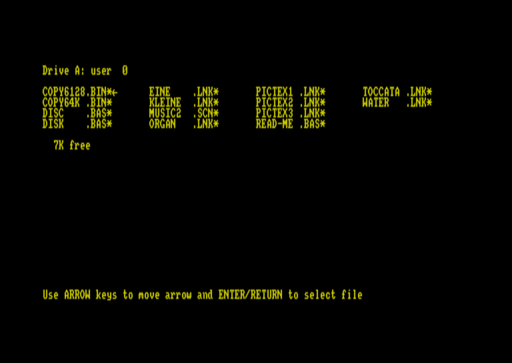 Drive A: user  0
COPY6128.BIN*←     EINE    .LNK*      PICTEX1 .LNK*      TOCCATA .LNK*
COPY64K .BIN*      KLEINE  .LNK*      PICTEX2 .LNK*      WATER   .LNK*
DISC    .BAS*      MUSIC2  .SCN*      PICTEX3 .LNK*
DISK    .BAS*      ORGAN   .LNK*      READ-ME .BAS*
7K free
Use ARROW keys to move arrow and ENTER/RETURN to select file